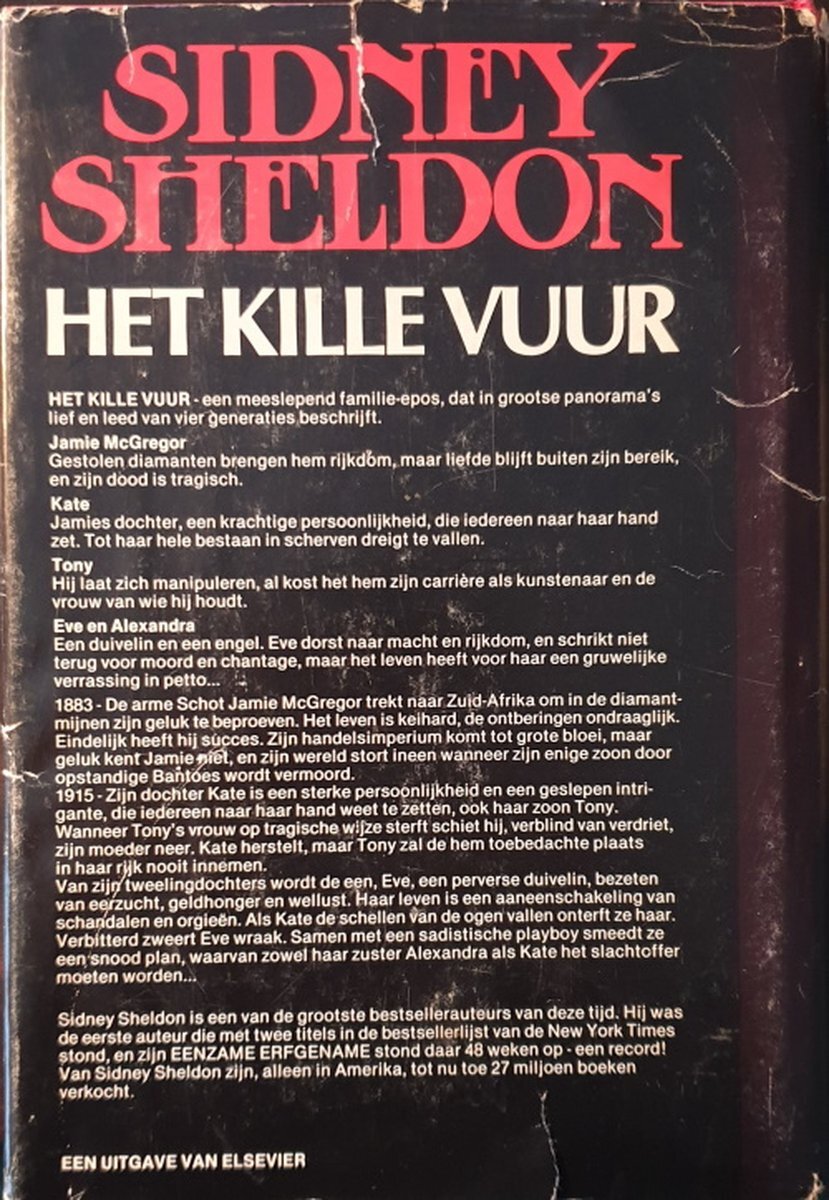 SIDNEY
SHELDON
HET KILLE VUUR
HET KILLE VUUR - een meeslepend familie-epos, dat in grootse panorama's
lief en leed van vier generaties beschrijft.
Jamie McGregor
Gestolen diamanten brengen hem rijkdom, maar liefde blijft buiten zijn bereik,
en zijn dood is tragisch.
Kate
Jamies dochter, een krachtige persoonlijkheid, die iedereen naar haar hand
zet. Tot haar hele bestaan in scherven dreigt te vallen.
Tony
Hij laat zich manipuleren, al kost het hem zijn carrière als kunstenaar en de
vrouw van wie hij houdt.
Eve en Alexandra
Een duivelin en een engel. Eve dorst naar macht en rijkdom, en schrikt niet
terug voor moord en chantage, maar het leven heeft voor haar een gruwelijke
verrassing in petto...
1883 - De arme Schot Jamie McGregor trekt naar Zuid-Afrika om in de diamant-
mijnen zijn geluk te beproeven. Het leven is keihard, de ontberingen ondraaglijk.
Eindelijk heeft hij succes. Zijn handelsimperium komt tot grote bloei, maar
geluk kent Jamie niet, en zijn wereld stort ineen wanneer zijn enige zoon door
opstandige Bantoes wordt vermoord.
1915 - Zijn dochter Kate is een sterke persoonlijkheid en een geslepen intri-
gante, die iedereen naar haar hand weet te zetten, ook haar zoon Tony.
Wanneer Tony's vrouw op tragische wijze sterft schiet hij, verblind van verdriet,
zijn moeder neer. Kate herstelt, maar Tony zal de hem toebedachte plaats
in haar rijk nooit innemen.
Van zijn tweelingdochters wordt de een, Eve, een perverse duivelin, bezeten
van eerzucht, geldhonger en wellust. Haar leven is een aaneenschakeling van
schandalen en orgieën. Als Kate de schellen van de ogen vallen onterft ze haar.
Verbitterd zweert Eve wraak. Samen met een sadistische playboy smeedt ze
een snood plan, waarvan zowel haar zuster Alexandra als Kate het slachtoffer
moeten worden...
Sidney Sheldon is een van de grootste bestsellerauteurs van deze tijd. Hij was
de eerste auteur die met twee titels in de bestsellerlijst van de New York Times
stond, en zijn EENZAME ERFGENAME stond daar 48 weken op - een record!
Van Sidney Sheldon zijn, alleen in Amerika, tot nu toe 27 miljoen boeken
verkocht.
EEN UITGAVE VAN ELSEVIER